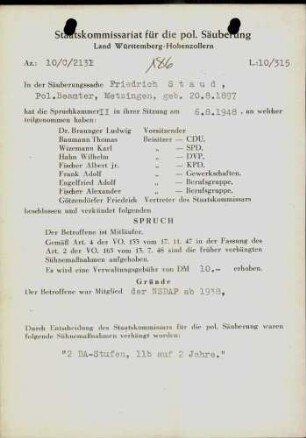 Staatskommissariat für die pol. Säuberung
Land Württemberg-Hohenzollern
Az.: 10/C/2131 186 L:10/315
In der Säuberungssache Friedrich S t a u d ,
Pol.Beamter, Metzingen, geb. 20.8.1897
hat die Spruchkammer II in ihrer Sitzung am 6.8.1948, an welcher
teilgenommen haben:
Dr. Brauniger Ludwig Vorsitzender
Baumann Thomas Beisitzer — CDU,
Wizemann Karl „ — SPD,
Hahn Wilhelm „ — DVP,
Fischer Albert jr. „ — KPD,
Frank Adolf „ — Gewerkschaften.
Engelfried Adolf „ — Berufsgruppe.
Fischer Alexander „ — Berufsgruppe.
Götzendörfer Friedrich Vertreter des Staatskommissars
beschlossen und verkündet folgenden
SPRUCH
Der Betroffene ist Mitläufer.
Gemäß Art. 4 der VO. 133 vom 17. 11. 47 in der Fassung des
Art. 2 der VO. 165 vom 13. 7. 48 sind die früher verhängten
Sühnemaßnahmen aufgehoben.
Es wird eine Verwaltungsgebühr von DM 10.- erhoben.
Gründe
Der Betroffene war Mitglied der NSDAP ab 1938,
Durch Entscheidung des Staatskommissars für die pol. Säuberung waren
folgende Sühnemaßnahmen verhängt worden:
"2 DA-Stufen, 11b auf 2 Jahre."